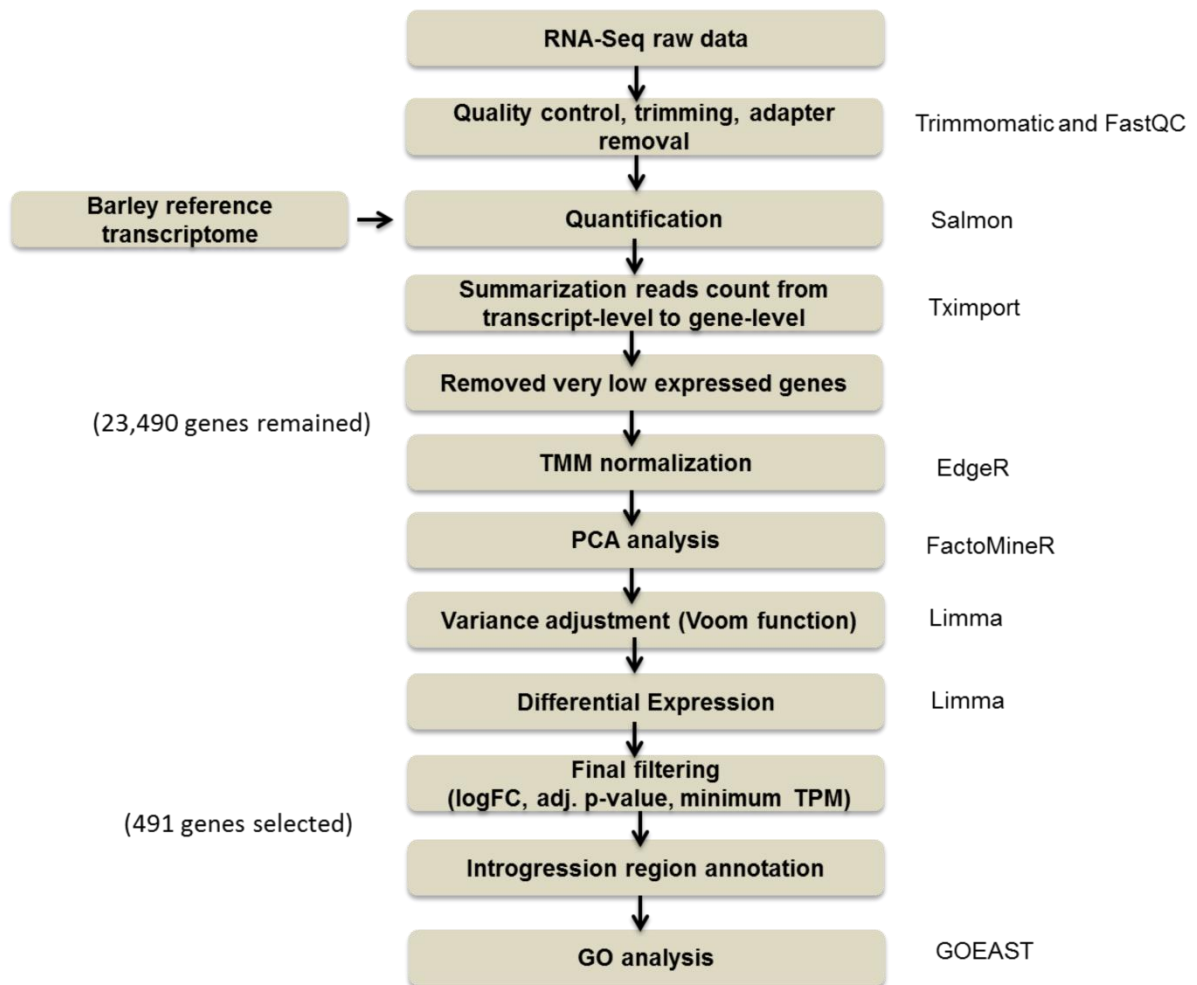 RNA-Seq raw data
Quality control, trimming, adapter
removal
Trimmomatic and FastQC
Barley reference
transcriptome
Quantification
Salmon
Summarization reads count from
transcript-level to gene-level
Tximport
Removed very low expressed genes
(23,490 genes remained)
TMM normalization
EdgeR
PCA analysis
FactoMineR
Variance adjustment (Voom function)
Limma
Differential Expression
Limma
Final filtering
(logFC, adj. p-value, minimum TPM)
(491 genes selected)
Introgression region annotation
GO analysis
GOEAST